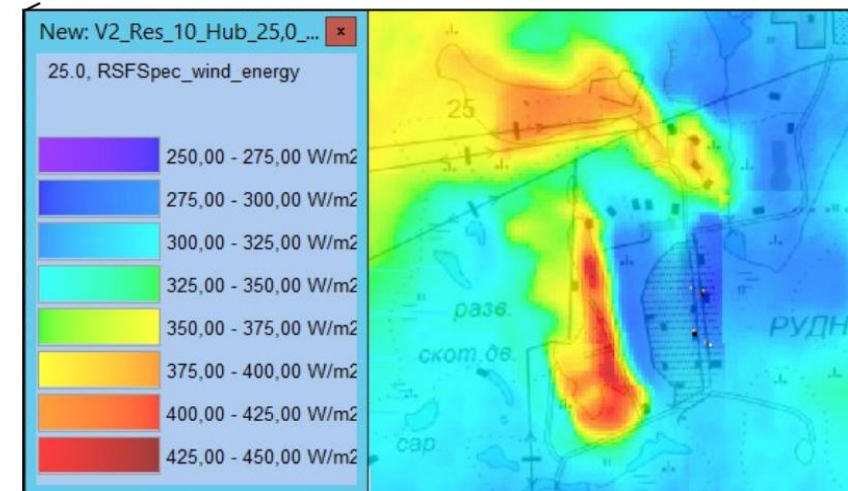 New: V2_Res_10_Hub_25,0_...
25.0, RSFSpec_wind_energy
250,00 - 275,00 W/m2
275,00 - 300,00 W/m2
300,00 - 325,00 W/m2
325,00 - 350,00 W/m2
350,00 - 375,00 W/m2
375,00 - 400,00 W/m2
400,00 - 425,00 W/m2
425,00 - 450,00 W/m2
25
разв.
скот.дв.
сар.
РУДН